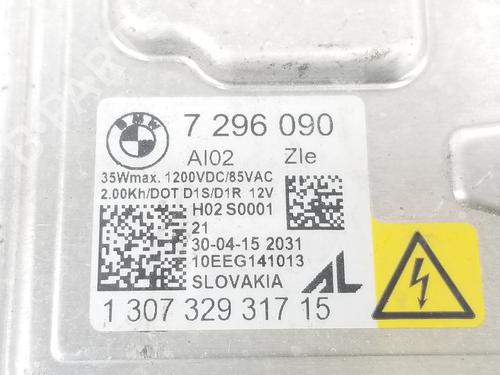 BMW
7 296 090
AI02 Zle
35Wmax. 1200VDC/85VAC
2.00Kh/DOT D1S/D1R 12V
H02 S0001
21
30-04-15 2031
10EEG141013
SLOVAKIA AL
1 307 329 317 15